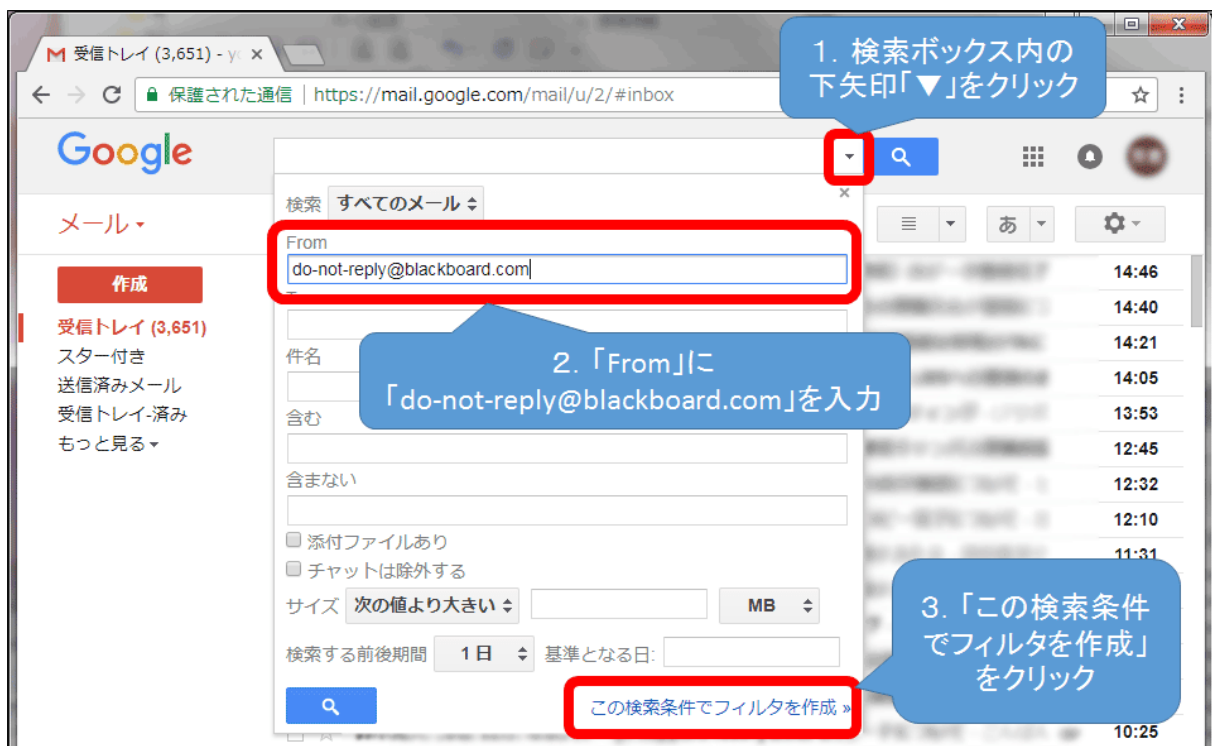 受信トレイ (3,651) - y
1. 検索ボックス内の
下矢印「▼」をクリック
保護された通信 | https://mail.google.com/mail/u/2/#inbox
Google
検索 すべてのメール
メール
あ
From
do-not-reply@blackboard.com
作成
14:46
14:40
受信トレイ (3,651)
スター付き
送信済みメール
受信トレイ-済み
もっと見る
2. 「From」に
「do-not-reply@blackboard.com」を入力
件名
14:21
14:05
含む
13:53
12:45
含まない
12:32
12:10
添付ファイルあり
11:31
チャットは除外する
サイズ 次の値より大きい MB
検索する前後期間 1日 基準となる日:
3. 「この検索条件
でフィルタを作成」
をクリック
この検索条件でフィルタを作成 »
10:25